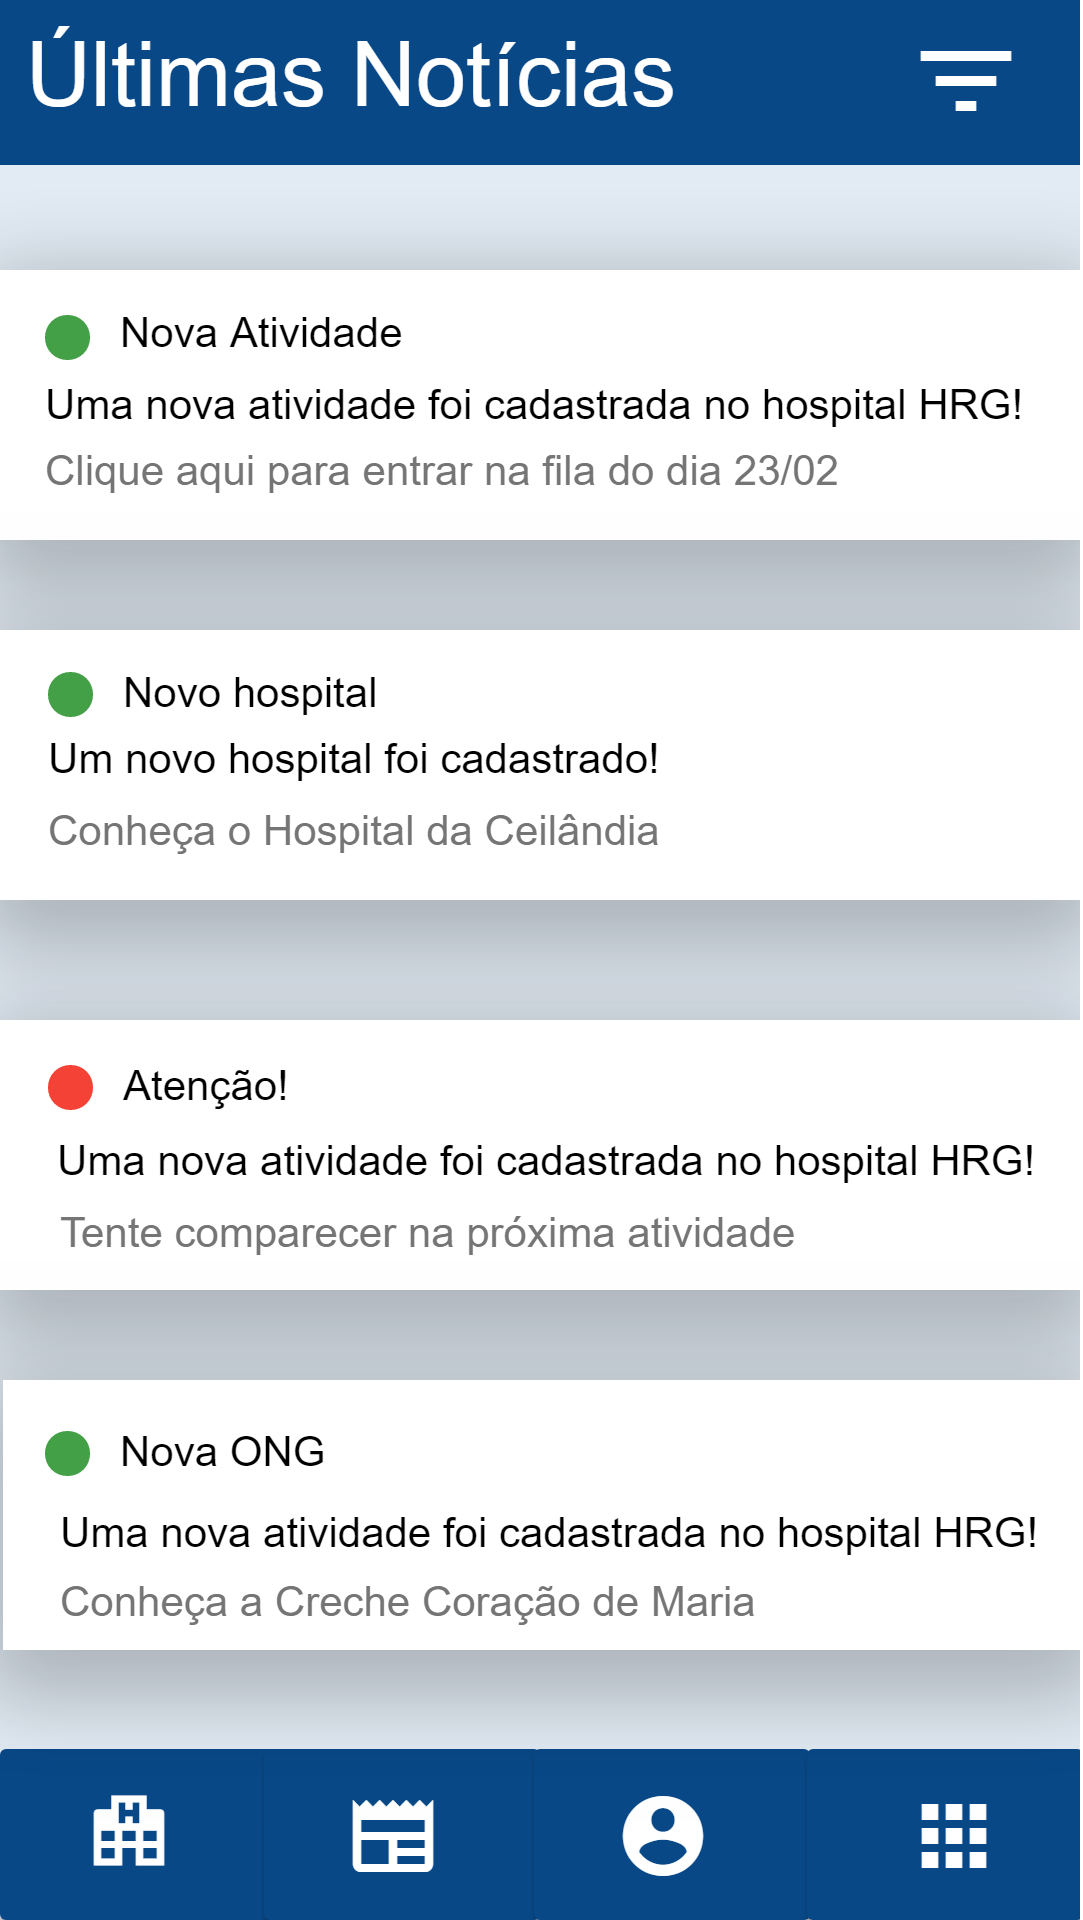 Últimas Notícias
Nova Atividade
Uma nova atividade foi cadastrada no hospital HRG!
Clique aqui para entrar na fila do dia 23/02
Novo hospital
Um novo hospital foi cadastrado!
Conheça o Hospital da Ceilândia
Atenção!
Uma nova atividade foi cadastrada no hospital HRG!
Tente comparecer na próxima atividade
Nova ONG
Uma nova atividade foi cadastrada no hospital HRG!
Conheça a Creche Coração de Maria
H